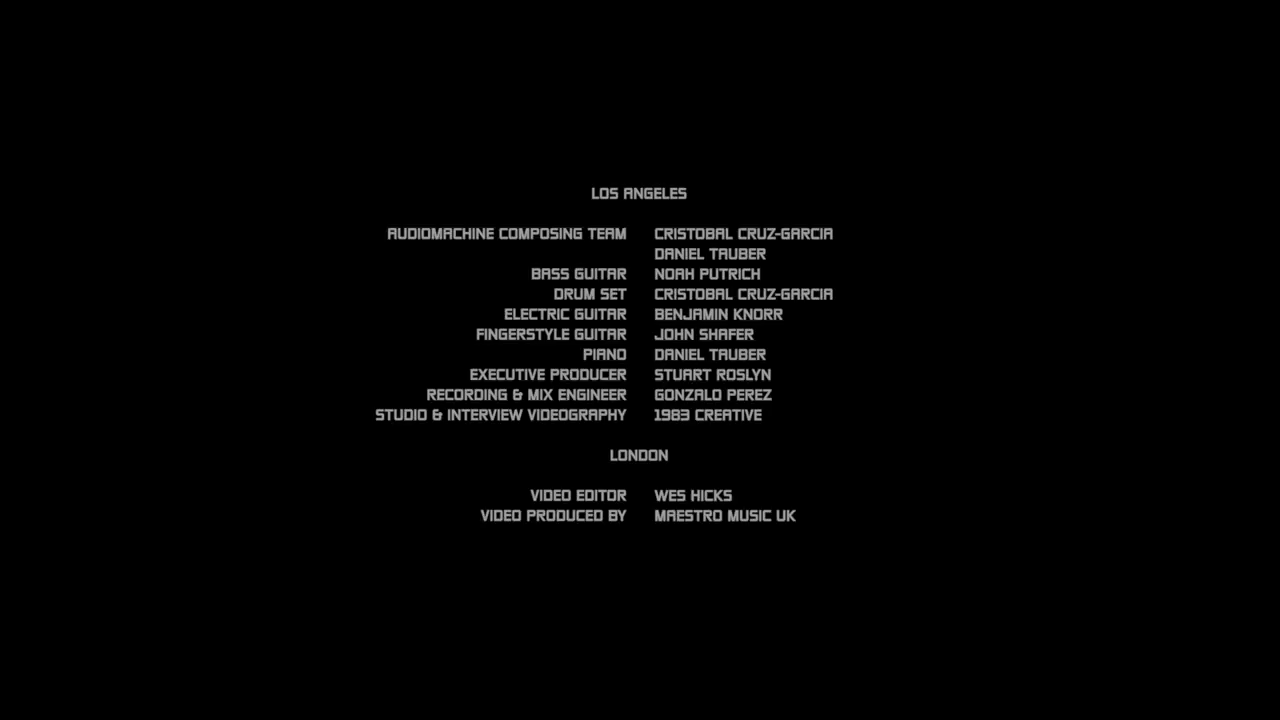 LOS ANGELES
AUDIOMACHINE COMPOSING TEAM CRISTOBAL CRUZ-GARCIA
DANIEL TAUBER
BASS GUITAR NOAH PUTRICH
DRUM SET CRISTOBAL CRUZ-GARCIA
ELECTRIC GUITAR BENJAMIN KNORR
FINGERSTYLE GUITAR JOHN SHAFER
PIANO DANIEL TAUBER
EXECUTIVE PRODUCER STUART ROSLYN
RECORDING & MIX ENGINEER GONZALO PEREZ
STUDIO & INTERVIEW VIDEOGRAPHY 1983 CREATIVE
LONDON
VIDEO EDITOR WES HICKS
VIDEO PRODUCED BY MAESTRO MUSIC UK